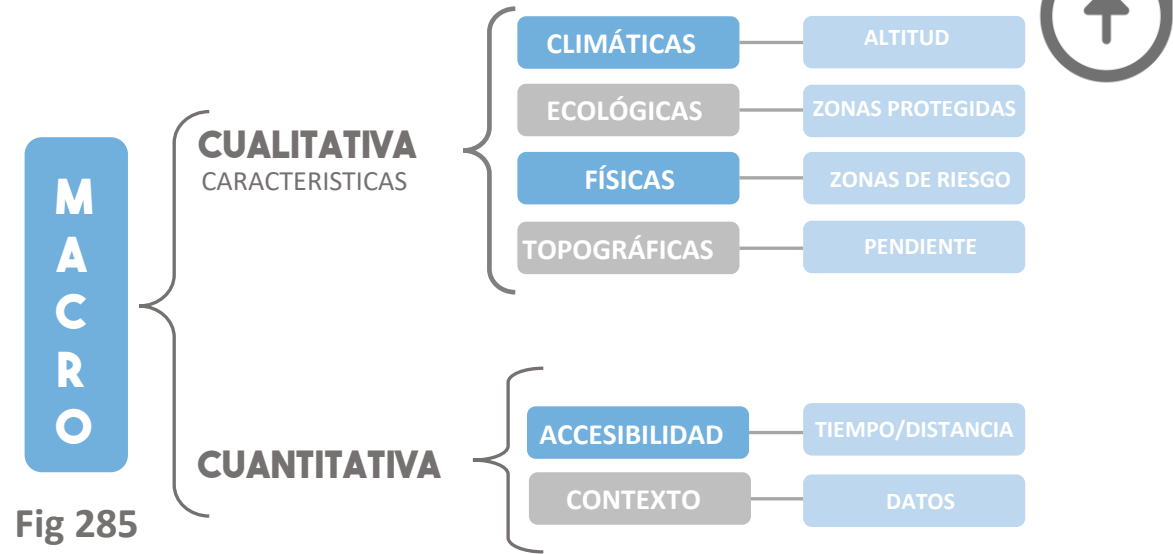 MACRO
CUALITATIVA
CARACTERISTICAS
CLIMÁTICAS
ALTITUD
ECOLÓGICAS
ZONAS PROTEGIDAS
FÍSICAS
ZONAS DE RIESGO
TOPOGRÁFICAS
PENDIENTE
CUANTITATIVA
ACCESIBILIDAD
TIEMPO/DISTANCIA
CONTEXTO
DATOS
Fig 285